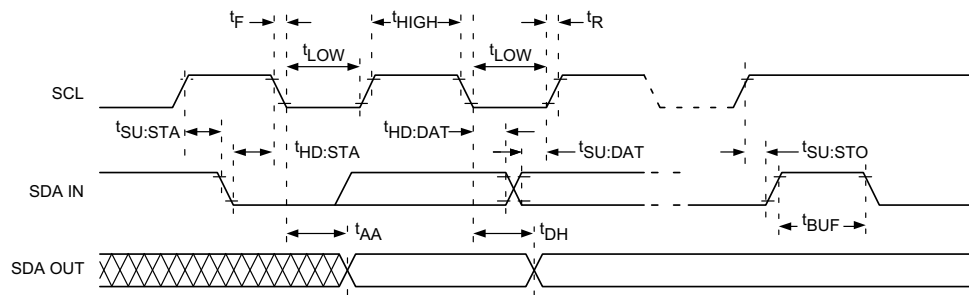 tF
tHIGH
tR
tLOW
tLOW
SCL
tSU:STA
tHD:STA
tHD:DAT
tSU:DAT
tSU:STO
SDA IN
tBUF
tAA
tDH
SDA OUT